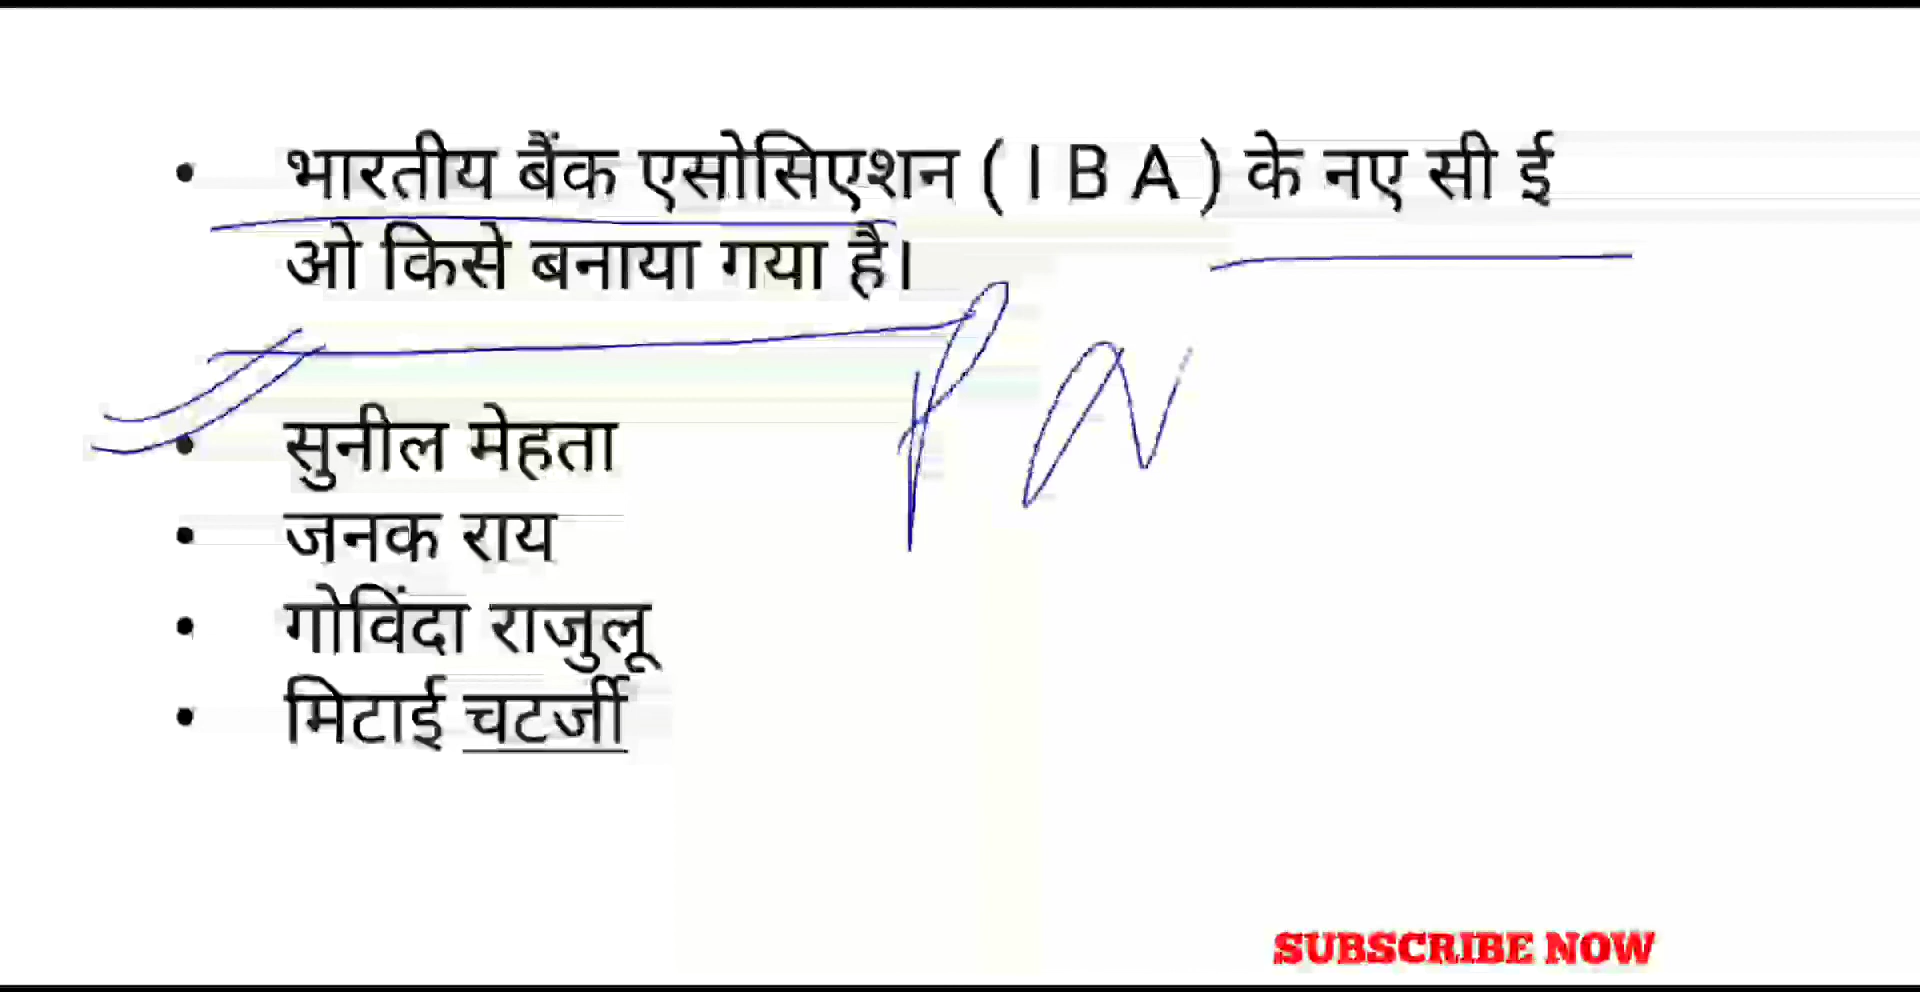 • भारतीय बैंक एसोसिएशन ( I B A ) के नए सी ई
ओ किसे बनाया गया है।
• सुनील मेहता
• जनक राय
• गोविंदा राजुलू
• मिटाई चटर्जी
SUBSCRIBE NOW